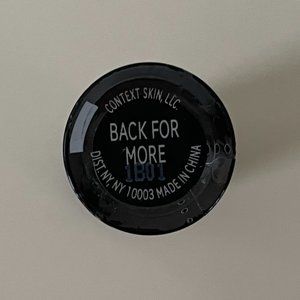 CONTEXT SKIN, LLC.
BACK FOR
MORE
1B01
DIST. NY, NY 10003 MADE IN CHINA